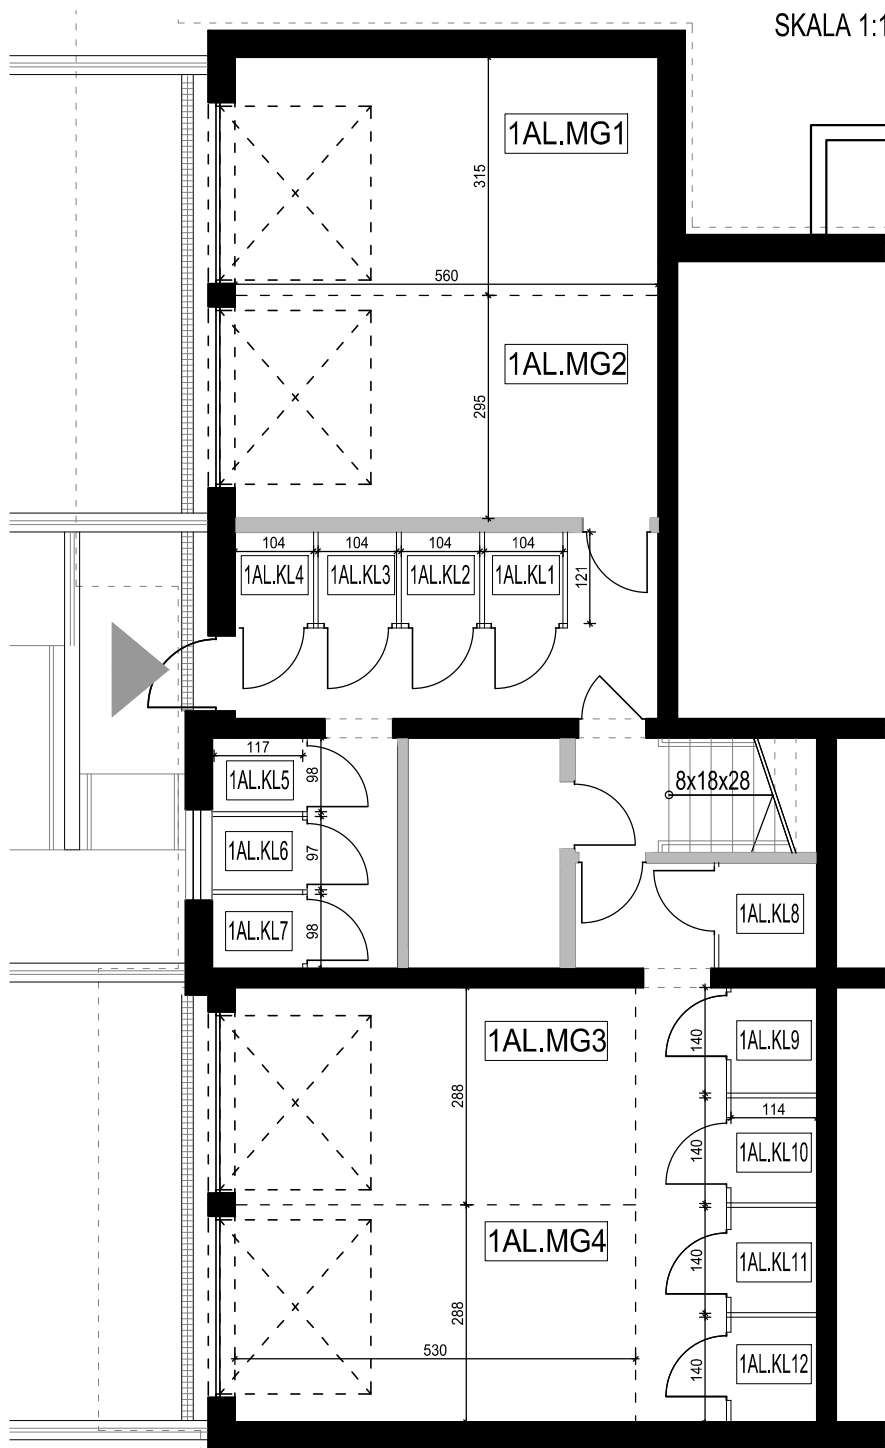 SKALA 1:1
1AL.MG1
315
560
1AL.MG2
295
104 104 104 104
1AL.KL4 1AL.KL3 1AL.KL2 1AL.KL1
121
117
98
1AL.KL5
8x18x28
1AL.KL6
97
1AL.KL7
98
1AL.KL8
1AL.MG3
288
140
1AL.KL9
114
140
1AL.KL10
1AL.MG4
288
140
1AL.KL11
530
140
1AL.KL12